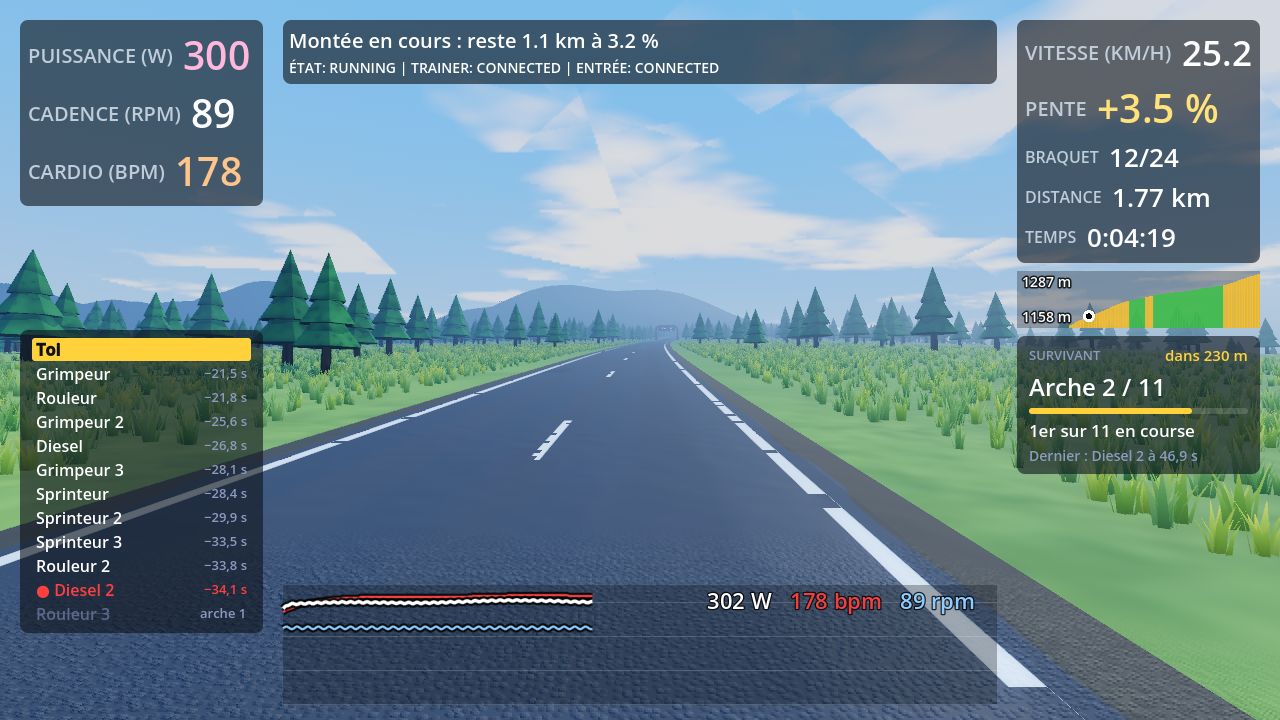 PUISSANCE (W) 300
CADENCE (RPM) 89
CARDIO (BPM) 178
Montée en cours : reste 1.1 km à 3.2 %
ÉTAT: RUNNING | TRAINER: CONNECTED | ENTRÉE: CONNECTED
VITESSE (KM/H) 25.2
PENTE +3.5 %
BRAQUET 12/24
DISTANCE 1.77 km
TEMPS 0:04:19
1287 m
1158 m
SURVIVANT dans 230 m
Arche 2 / 11
1er sur 11 en course
Dernier : Diesel 2 à 46,9 s
Toi
Grimpeur −21,5 s
Rouleur −21,8 s
Grimpeur 2 −25,6 s
Diesel −26,8 s
Grimpeur 3 −28,1 s
Sprinteur −28,4 s
Sprinteur 2 −29,9 s
Sprinteur 3 −33,5 s
Rouleur 2 −33,8 s
Diesel 2 −34,1 s
Rouleur 3 arche 1
302 W 178 bpm 89 rpm